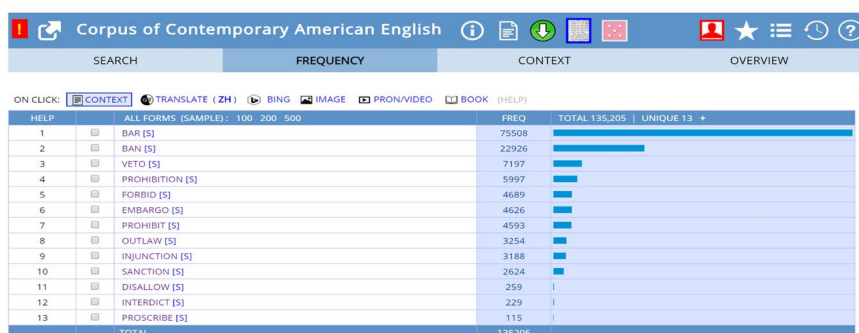 ! Corpus of Contemporary American English
SEARCH FREQUENCY CONTEXT OVERVIEW
ON CLICK: CONTEXT TRANSLATE (ZH) BING IMAGE PRON/VIDEO BOOK (HELP)
HELP ALL FORMS (SAMPLE): 100 200 500 FREQ TOTAL 135,205 | UNIQUE 13 +
1 BAR [S] 75508
2 BAN [S] 22926
3 VETO [S] 7197
4 PROHIBITION [S] 5997
5 FORBID [S] 4689
6 EMBARGO [S] 4626
7 PROHIBIT [S] 4593
8 OUTLAW [S] 3254
9 INJUNCTION [S] 3188
10 SANCTION [S] 2624
11 DISALLOW [S] 259
12 INTERDICT [S] 229
13 PROSCRIBE [S] 115
TOTAL 135205